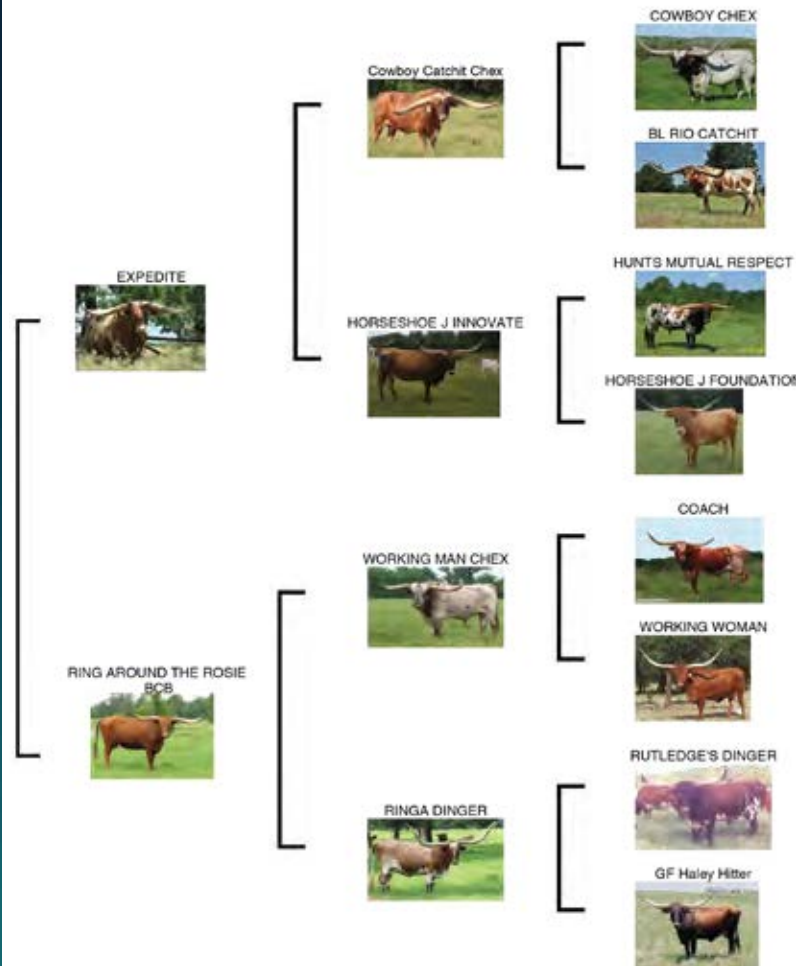 COWBOY CHEX
Cowboy Catchit Chex
BL RIO CATCHIT
EXPEDITE
HUNTS MUTUAL RESPECT
HORSESHOE J INNOVATE
HORSESHOE J FOUNDATION
COACH
WORKING MAN CHEX
WORKING WOMAN
RING AROUND THE ROSIE
BCB
RUTLEDGE'S DINGER
RINGA DINGER
GF Haley Hitter